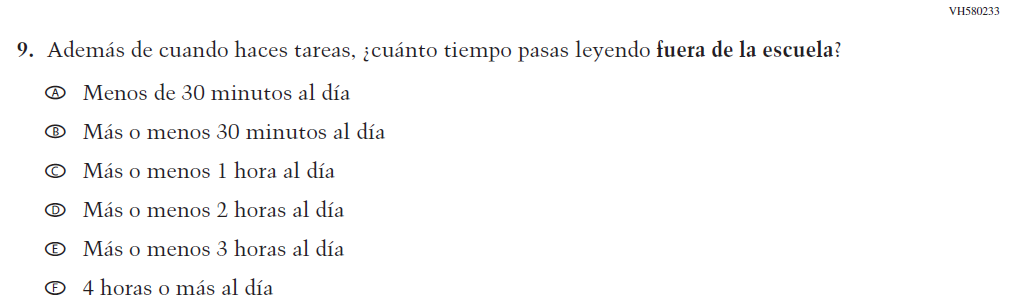 VH580233
9. Además de cuando haces tareas, ¿cuánto tiempo pasas leyendo fuera de la escuela?
A Menos de 30 minutos al día
B Más o menos 30 minutos al día
C Más o menos 1 hora al día
D Más o menos 2 horas al día
E Más o menos 3 horas al día
F 4 horas o más al día